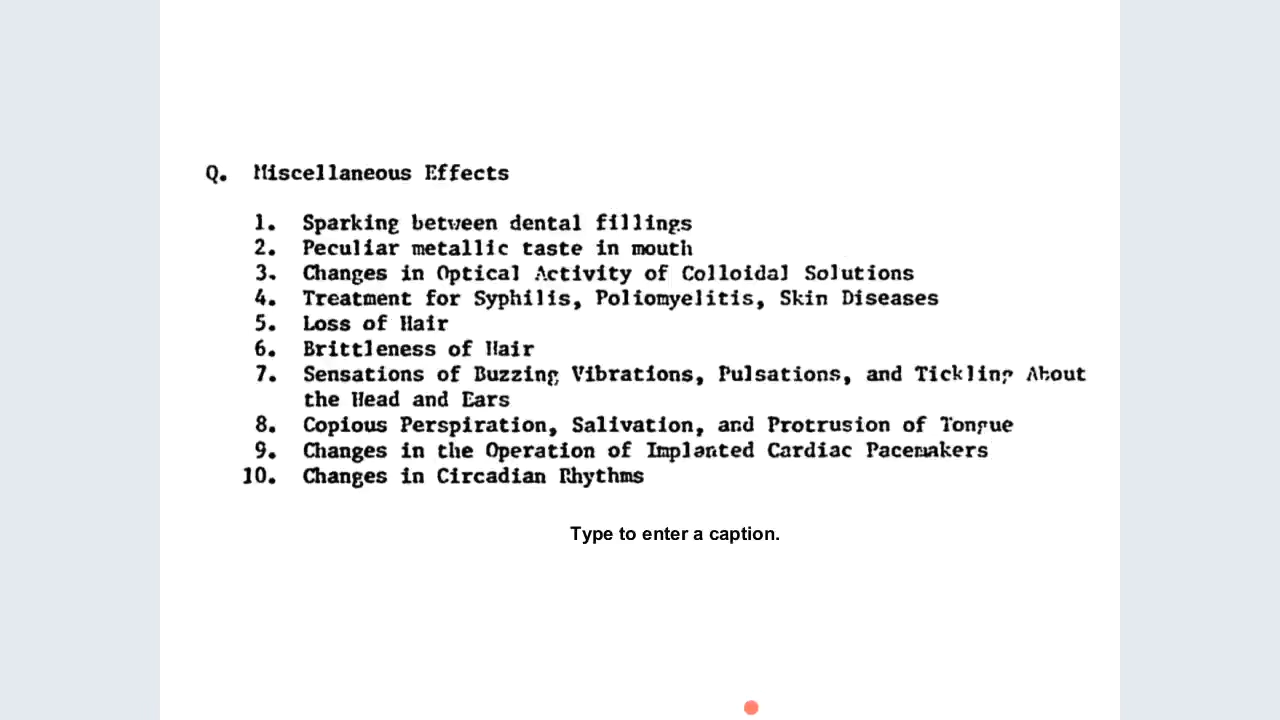 Q. Miscellaneous Effects
1. Sparking between dental fillings
2. Peculiar metallic taste in mouth
3. Changes in Optical Activity of Colloidal Solutions
4. Treatment for Syphilis, Poliomyelitis, Skin Diseases
5. Loss of Hair
6. Brittleness of Hair
7. Sensations of Buzzing Vibrations, Pulsations, and Tickling About
the Head and Ears
8. Copious Perspiration, Salivation, and Protrusion of Tongue
9. Changes in the Operation of Implanted Cardiac Pacemakers
10. Changes in Circadian Rhythms
Type to enter a caption.